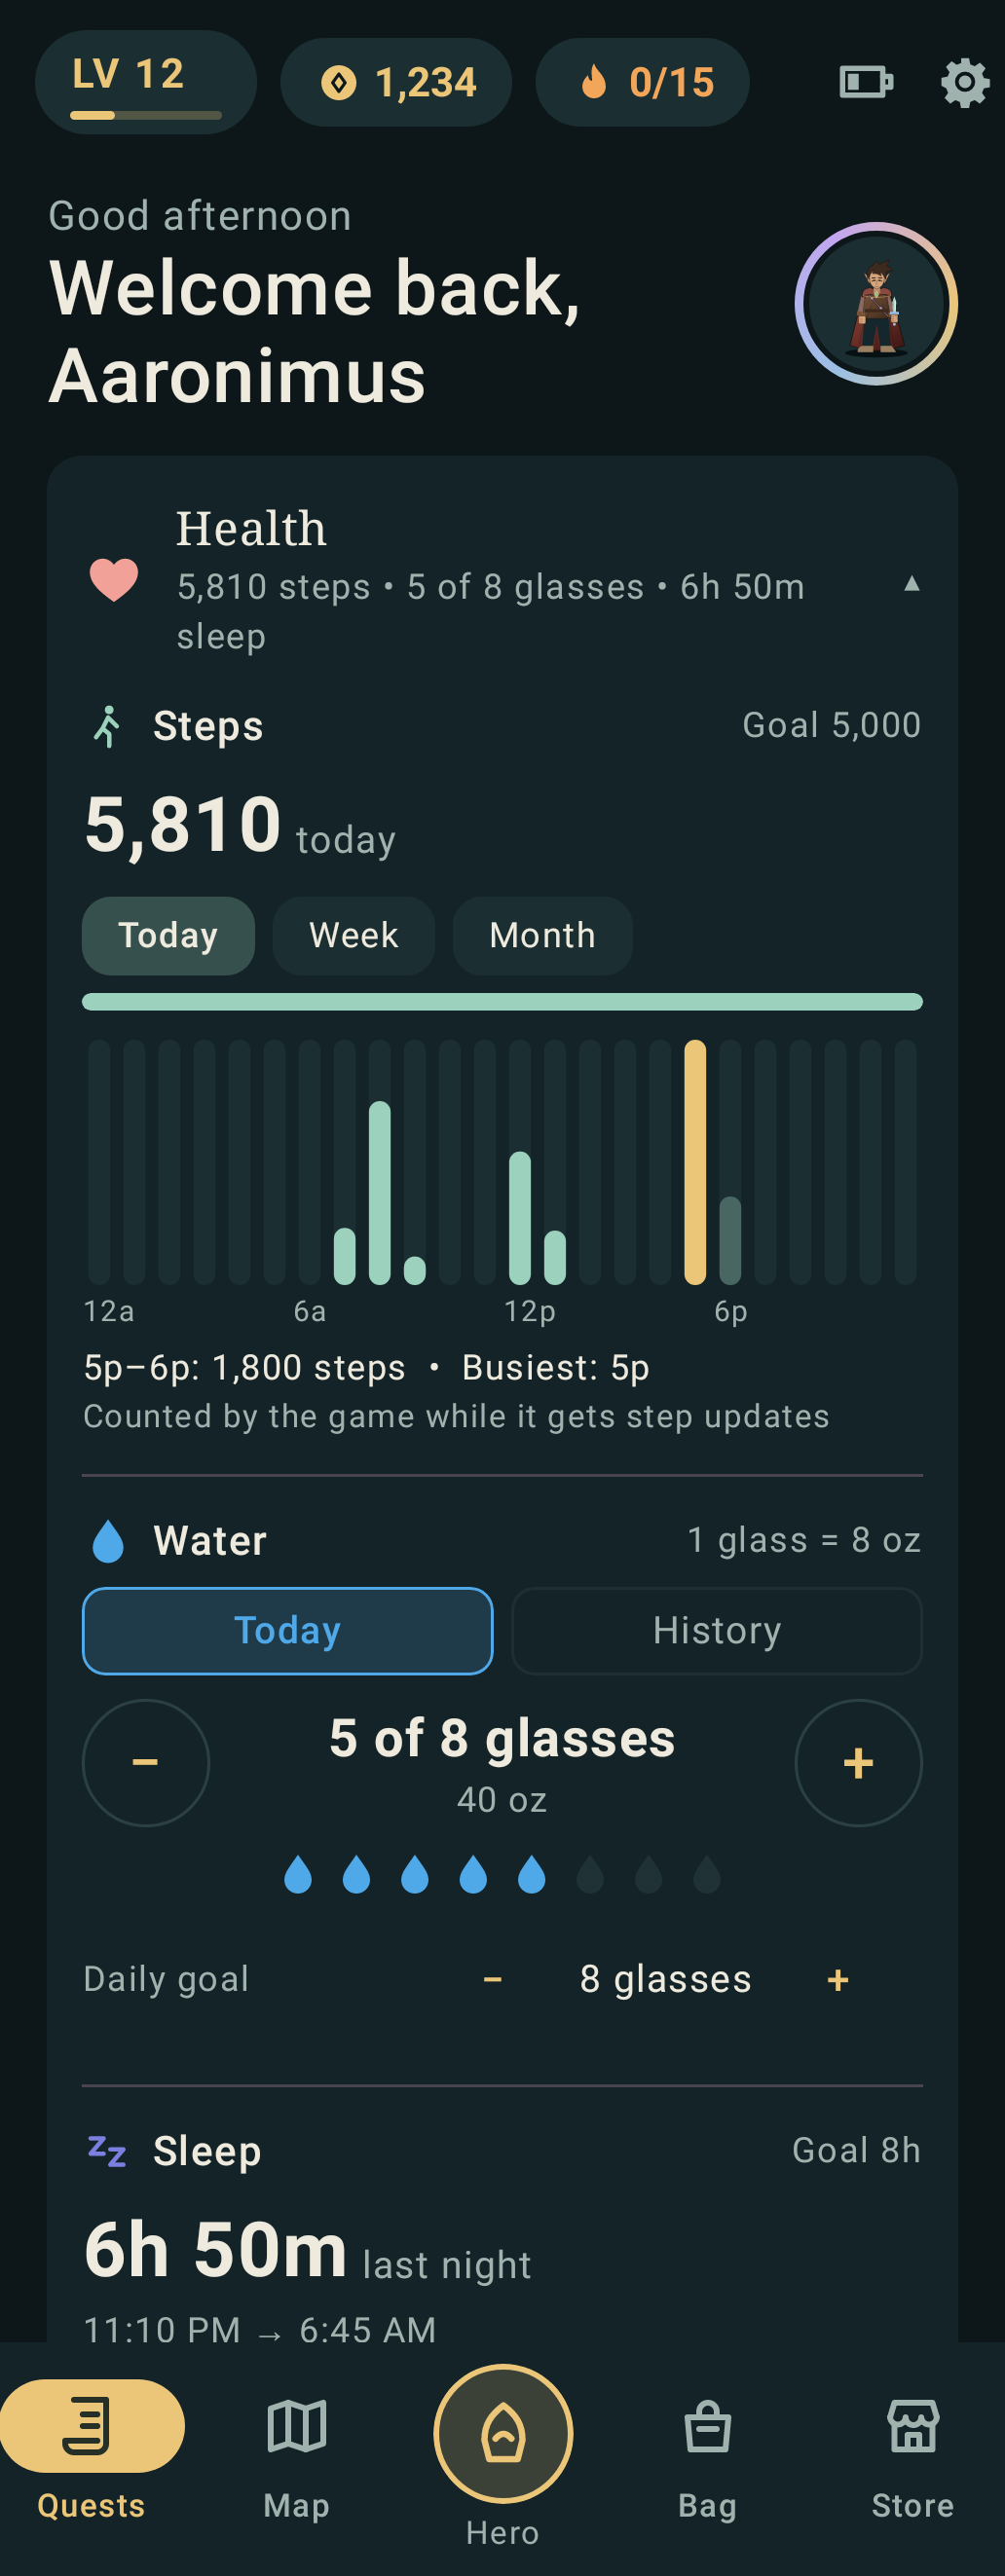 LV 12
1,234
0/15
Good afternoon
Welcome back,
Aaronimus
Health
5,810 steps • 5 of 8 glasses • 6h 50m
sleep
▲
Steps
Goal 5,000
5,810 today
Today
Week
Month
12a
6a
12p
6p
5p–6p: 1,800 steps • Busiest: 5p
Counted by the game while it gets step updates
Water
1 glass = 8 oz
Today
History
−
5 of 8 glasses
+
40 oz
Daily goal
−
8 glasses
+
zz
Sleep
Goal 8h
6h 50m last night
11:10 PM → 6:45 AM
Quests
Map
Hero
Bag
Store